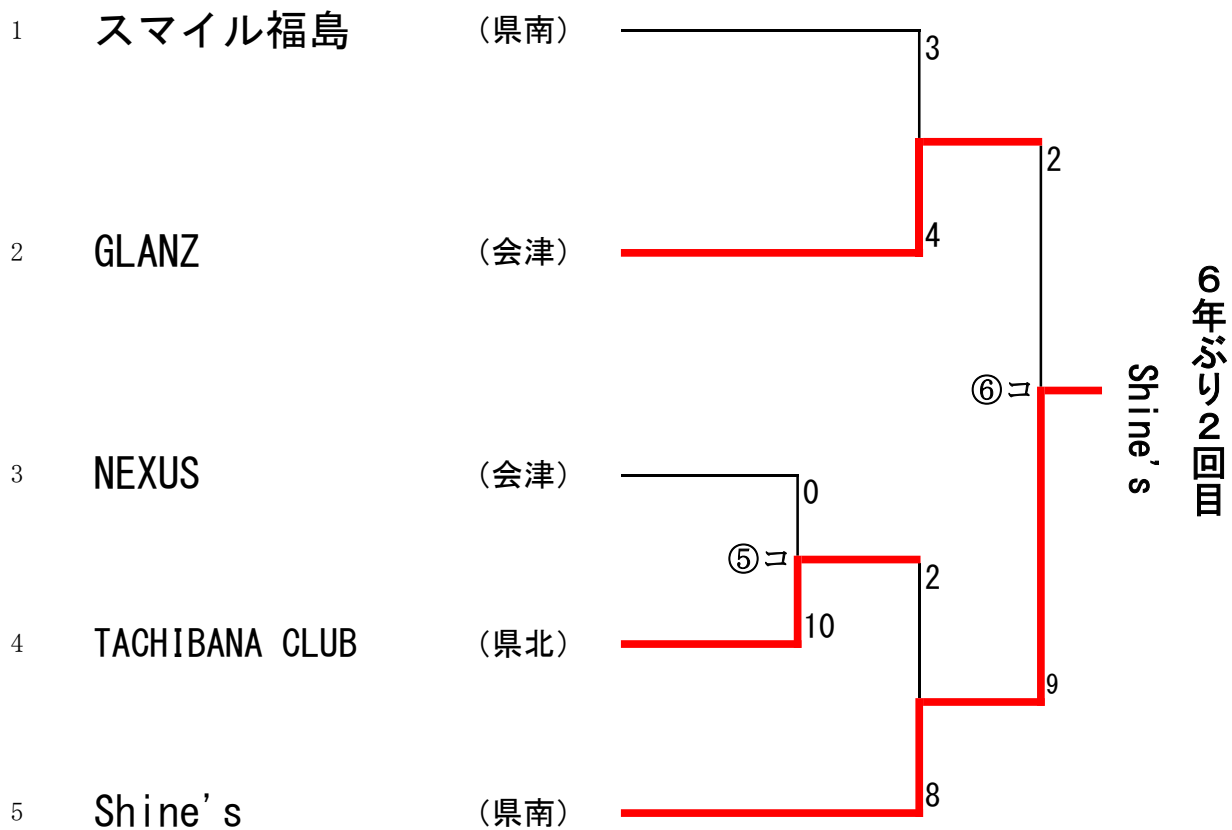 1 スマイル福島 （県南）
3
2
2 GLANZ （会津）
4
6年ぶり2回目
Shine's
⑥コ
3 NEXUS （会津）
0
⑤コ
2
4 TACHIBANA CLUB （県北）
10
9
5 Shine's （県南）
8